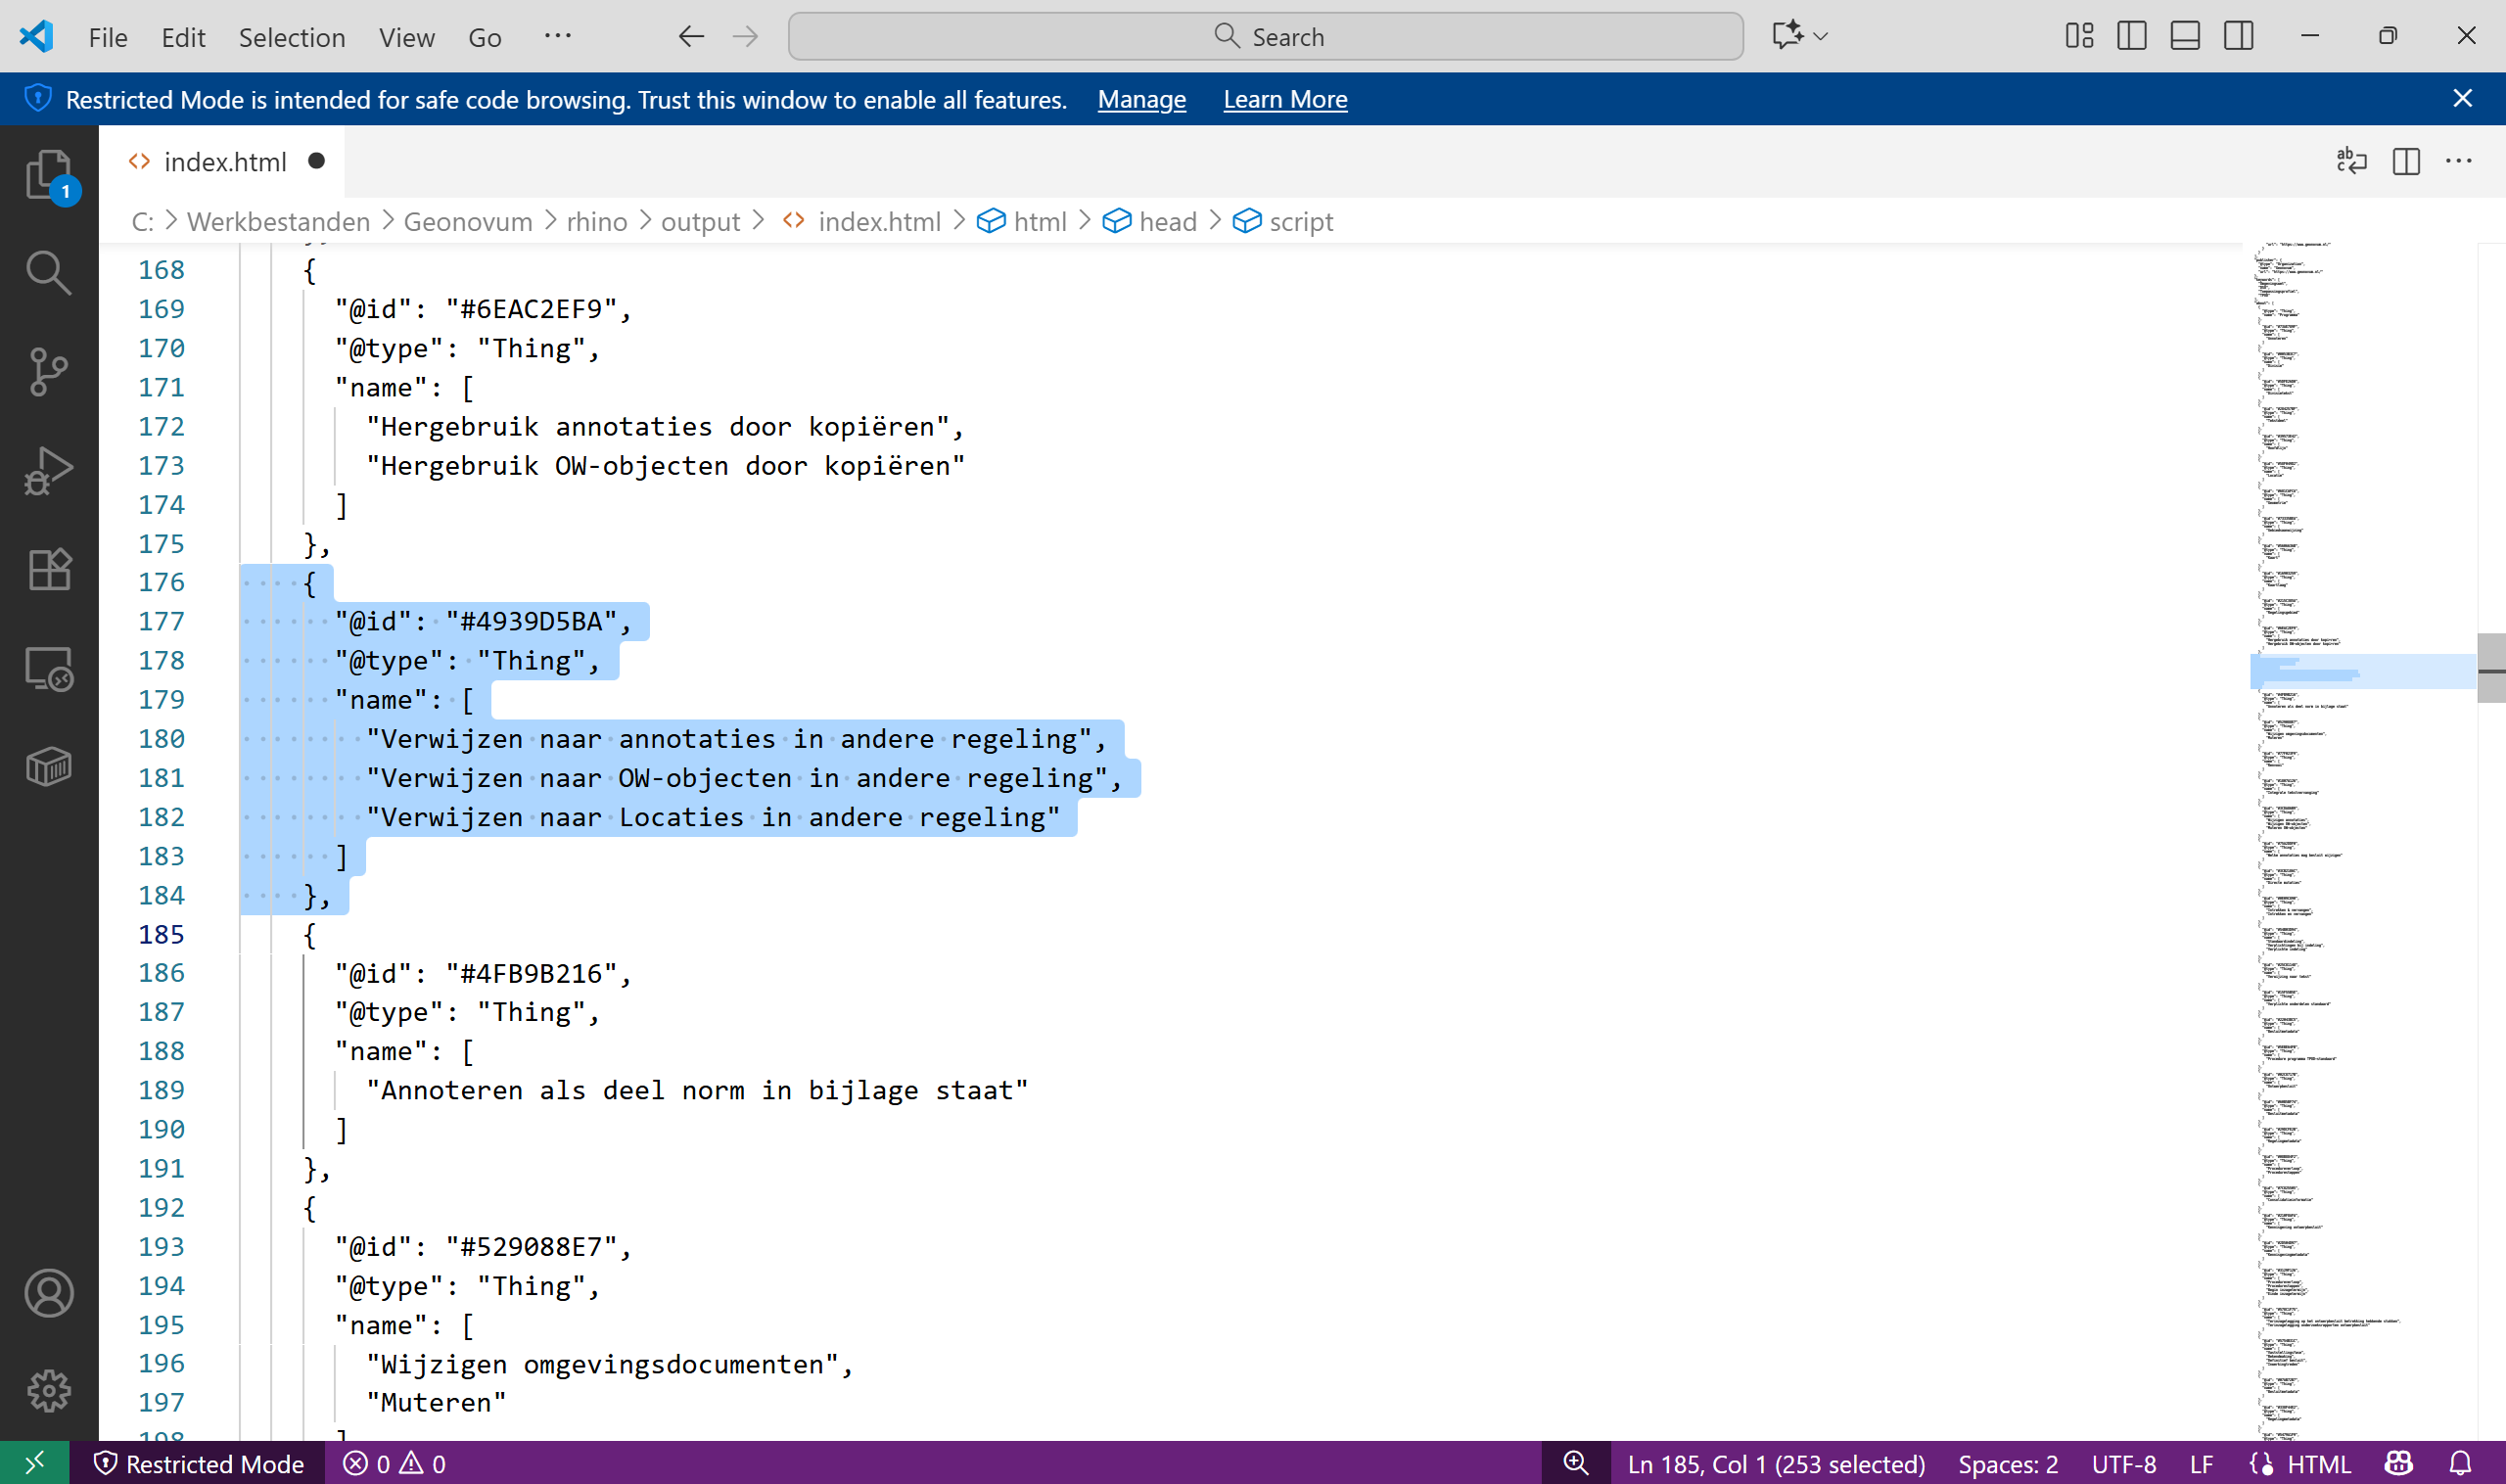 File Edit Selection View Go ··· Search
Restricted Mode is intended for safe code browsing. Trust this window to enable all features. Manage Learn More
index.html
C: > Werkbestanden > Geonovum > rhino > output > index.html > html > head > script
168 {
169 "@id": "#6EAC2EF9",
170 "@type": "Thing",
171 "name": [
172 "Hergebruik annotaties door kopiëren",
173 "Hergebruik OW-objecten door kopiëren"
174 ]
175 },
176 {
177 "@id": "#4939D5BA",
178 "@type": "Thing",
179 "name": [
180 "Verwijzen naar annotaties in andere regeling",
181 "Verwijzen naar OW-objecten in andere regeling",
182 "Verwijzen naar Locaties in andere regeling"
183 ]
184 },
185 {
186 "@id": "#4FB9B216",
187 "@type": "Thing",
188 "name": [
189 "Annoteren als deel norm in bijlage staat"
190 ]
191 },
192 {
193 "@id": "#529088E7",
194 "@type": "Thing",
195 "name": [
196 "Wijzigen omgevingsdocumenten",
197 "Muteren"
198 ]
1
Restricted Mode 0 0 Ln 185, Col 1 (253 selected) Spaces: 2 UTF-8 LF {} HTML